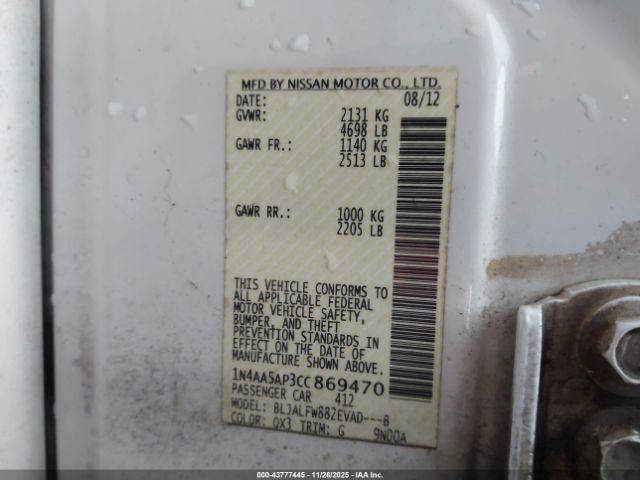 MFD BY NISSAN MOTOR CO., LTD.
DATE: 08/12
GVWR: 2131 KG
4698 LB
GAWR FR.: 1140 KG
2513 LB
GAWR RR.: 1000 KG
2205 LB
THIS VEHICLE CONFORMS TO
ALL APPLICABLE FEDERAL
MOTOR VEHICLE SAFETY,
BUMPER, AND THEFT
PREVENTION STANDARDS IN
EFFECT ON THE DATE OF
MANUFACTURE SHOWN ABOVE.
1N4AA5AP3CC869470
PASSENGER CAR 412
MODEL: BLJALFW882EVAD---B
COLOR: QX3 TRIM: G 9N00A
000-43777445 - 11/26/2025 - IAA Inc.